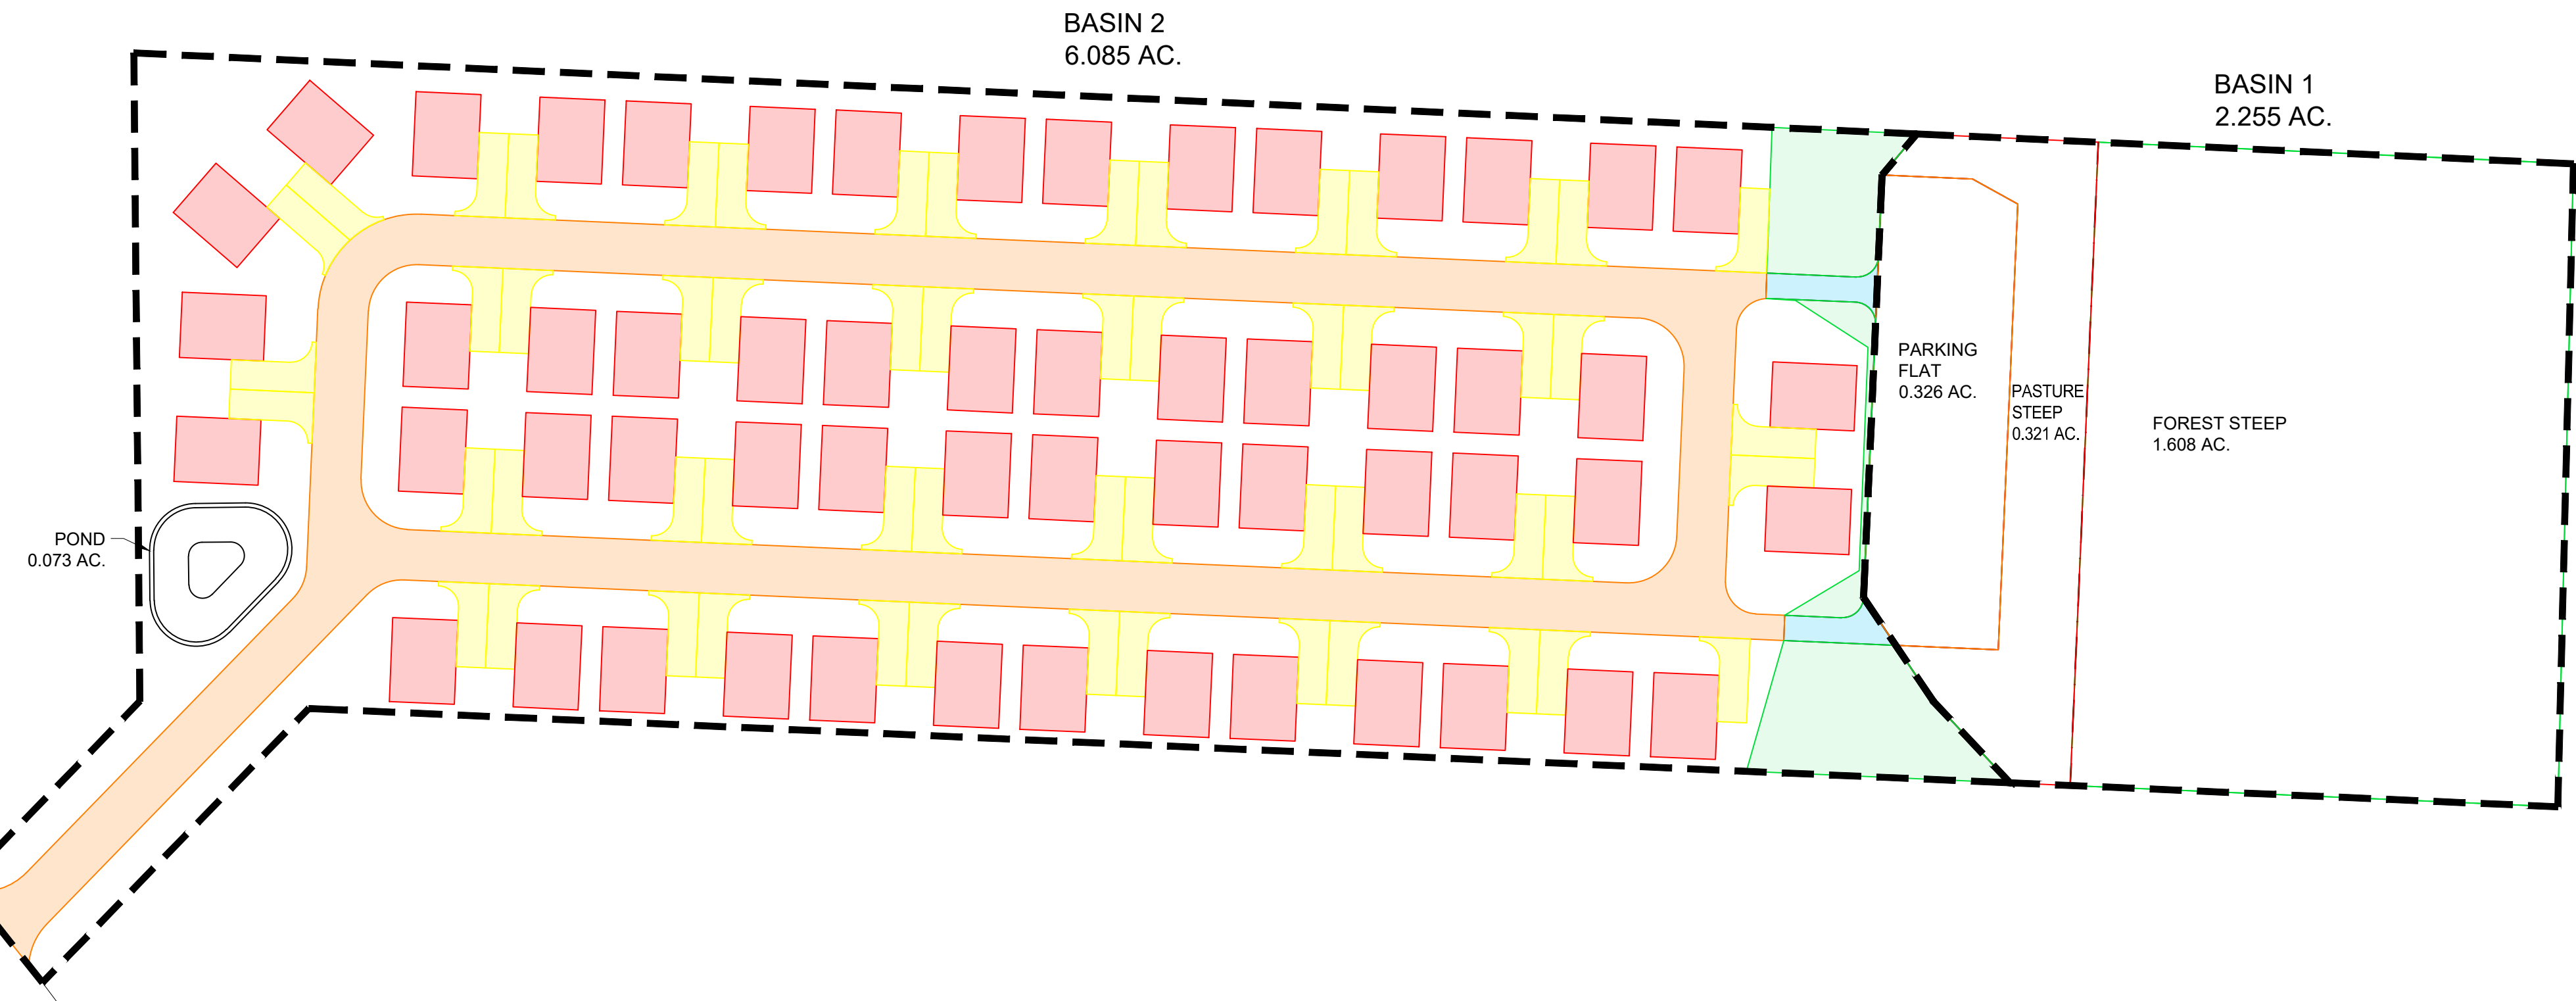 BASIN 2
6.085 AC.
BASIN 1
2.255 AC.
PARKING
FLAT
0.326 AC.
PASTURE
STEEP
0.321 AC.
FOREST STEEP
1.608 AC.
POND
0.073 AC.